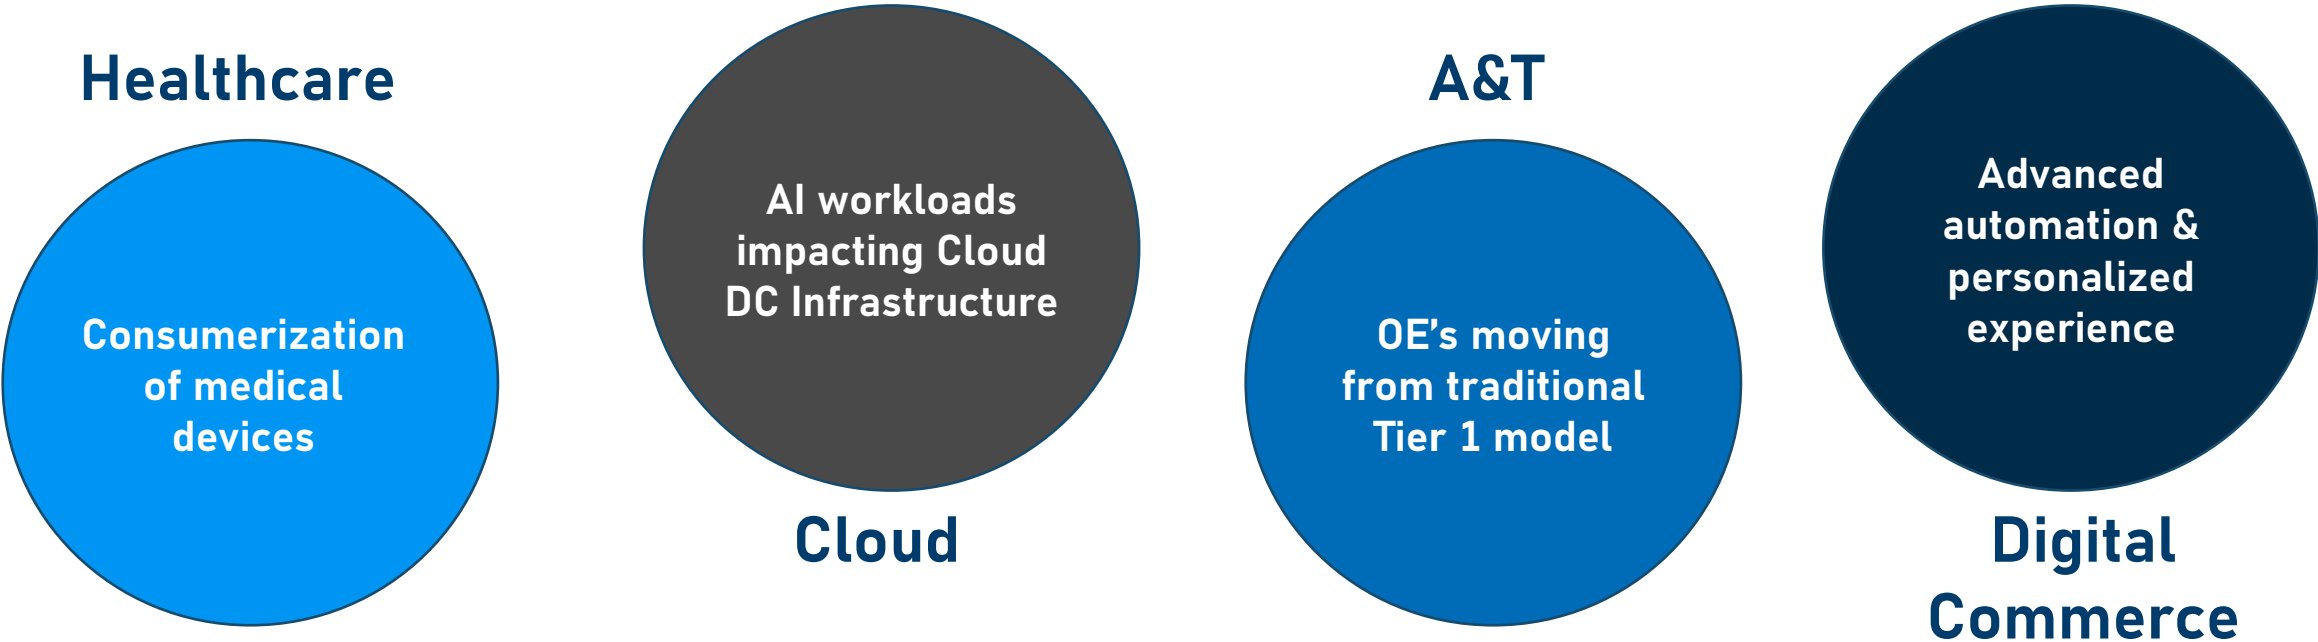 Healthcare
Consumerization
of medical
devices
AI workloads
impacting Cloud
DC Infrastructure
Cloud
A&T
OE’s moving
from traditional
Tier 1 model
Advanced
automation &
personalized
experience
Digital
Commerce